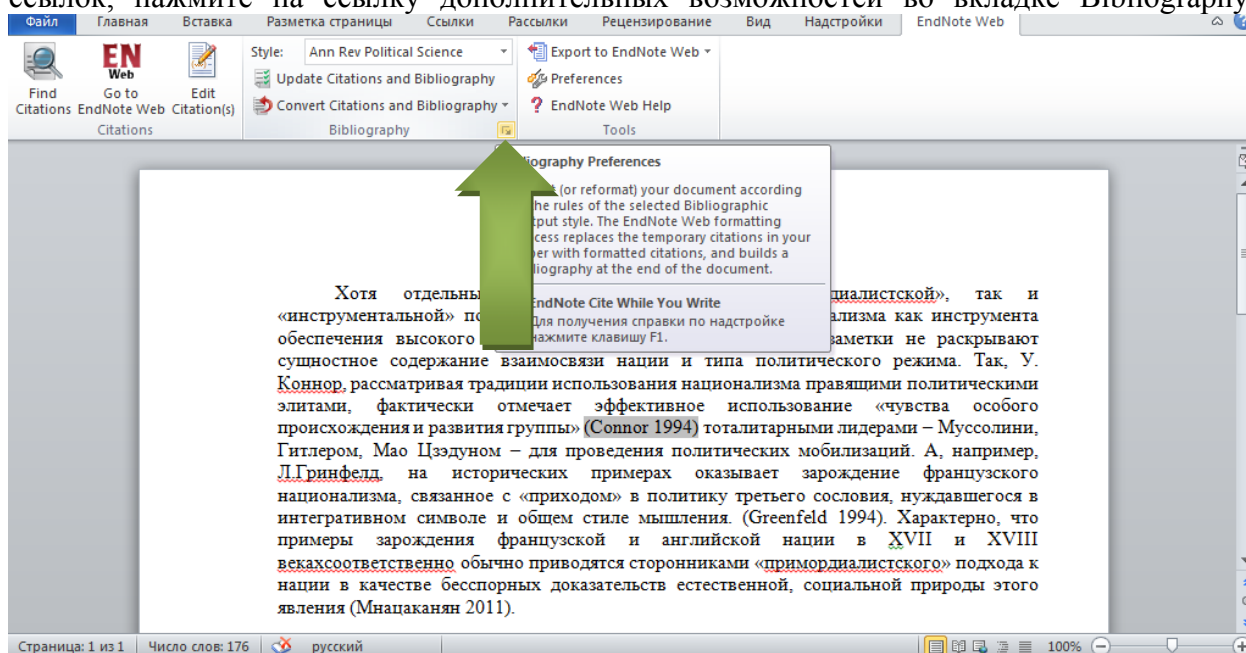 ссылок, нажмите на ссылку дополнительных возможностей во вкладке Bibliography
Файл Главная Вставка Разметка страницы Ссылки Рассылки Рецензирование Вид Надстройки EndNote Web
Find Citations
EN Web
Go to EndNote Web
Edit Citation(s)
Citations
Style: Ann Rev Political Science
Update Citations and Bibliography
Convert Citations and Bibliography
Bibliography
Export to EndNote Web
Preferences
? EndNote Web Help
Tools
Preferences
(or reformat) your document according
rules of the selected Bibliographic
style. The EndNote Web formatting
replaces the temporary citations in your
with formatted citations, and builds a
at the end of the document.
EndNote Cite While You Write
Для получения справки по надстройке
нажмите клавишу F1.
Хотя так и
«инструментальной» как инструмента
обеспечения высокого заметки не раскрывают
сущностное содержание взаимосвязи нации и типа политического режима. Так, У.
Коннор, рассматривая традиции использования национализма правящими политическими
элитами, фактически отмечает эффективное использование «чувства особого
происхождения и развития группы» (Connor 1994) тоталитарными лидерами – Муссолини,
Гитлером, Мао Цзэдуном – для проведения политических мобилизаций. А, например,
Л.Гринфелд, на исторических примерах оказывает зарождение французского
национализма, связанное с «приходом» в политику третьего сословия, нуждавшегося в
интегративном символе и общем стиле мышления. (Greenfeld 1994). Характерно, что
примеры зарождения французской и английской нации в XVII и XVIII
векахсоответственно обычно приводятся сторонниками «примордиалистского» подхода к
нации в качестве бесспорных доказательств естественной, социальной природы этого
явления (Мнацаканян 2011).
Страница: 1 из 1 Число слов: 176 русский 100%